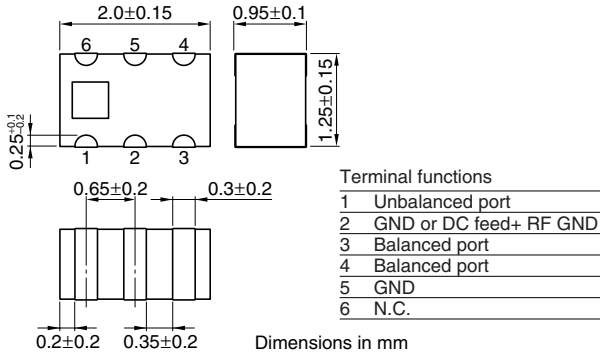 2.0±0.15
0.95±0.1
6 5 4
1.25±0.15
0.25+0.1 -0.2
1 2 3
0.65±0.2
0.3±0.2
0.2±0.2
0.35±0.2
Dimensions in mm
Terminal functions
1 Unbalanced port
2 GND or DC feed+ RF GND
3 Balanced port
4 Balanced port
5 GND
6 N.C.